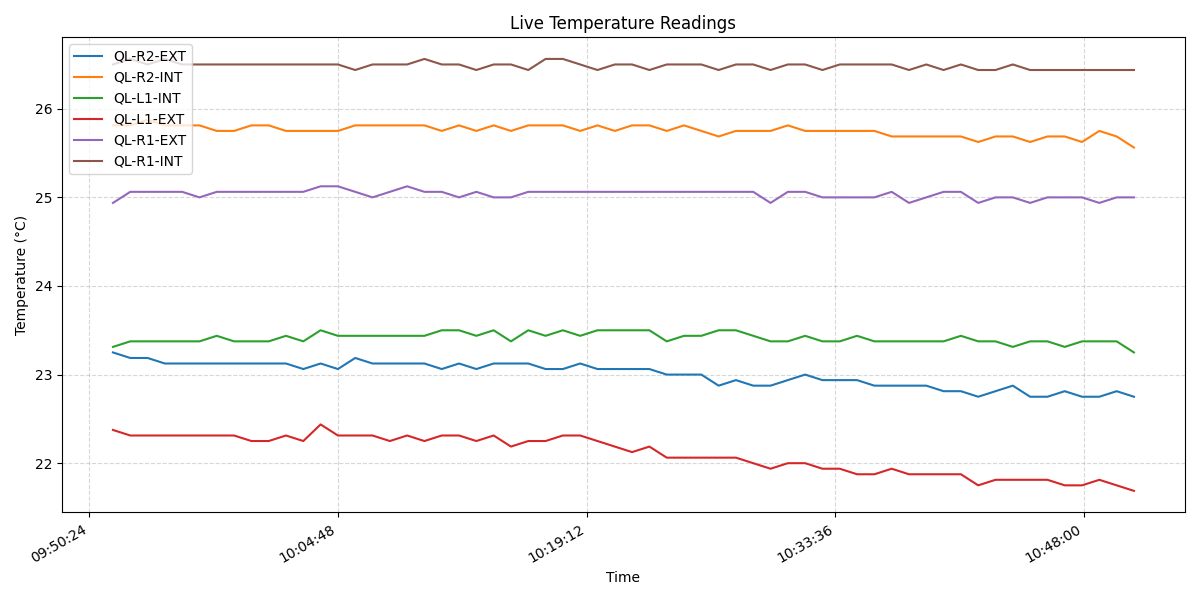 Live Temperature Readings
QL-R2-EXT
QL-R2-INT
QL-L1-INT
QL-L1-EXT
QL-R1-EXT
QL-R1-INT
Temperature (°C)
26
25
24
23
22
09:50:24
10:04:48
10:19:12
10:33:36
10:48:00
Time